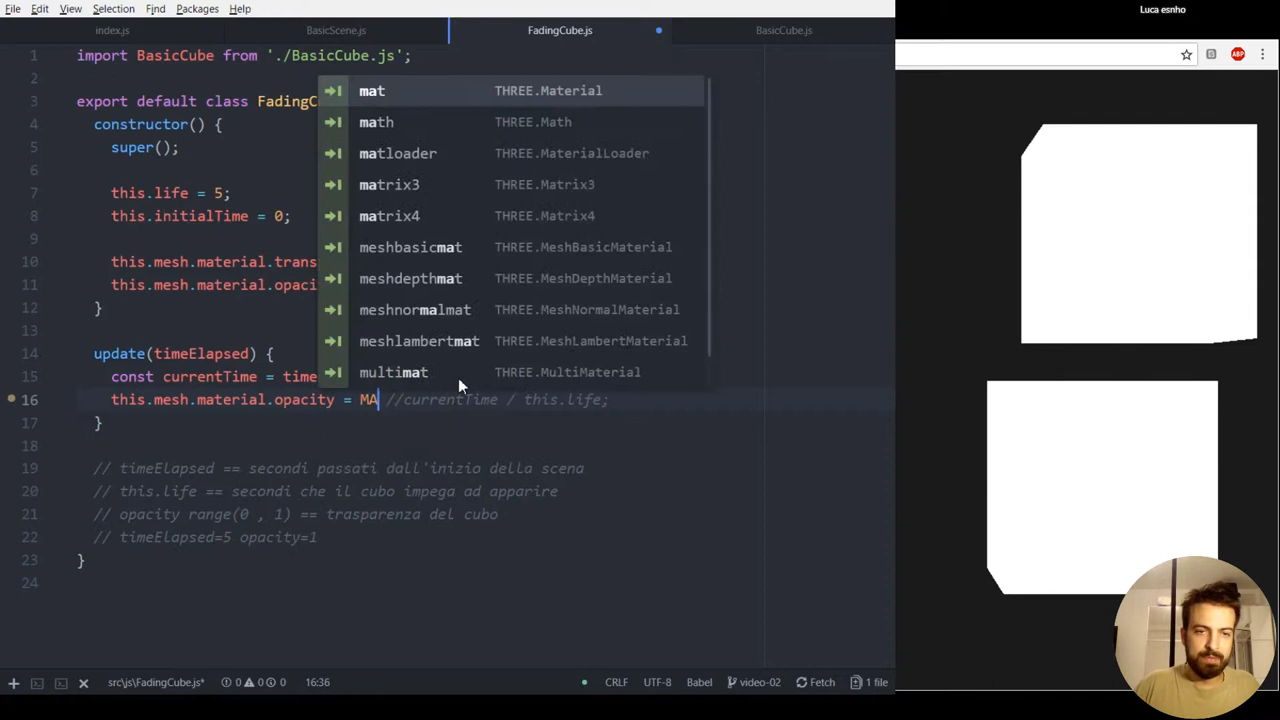 File Edit View Selection Find Packages Help
Luca esnho
index.js BasicScene.js FadingCube.js BasicCube.js
ABP
1 import BasicCube from './BasicCube.js';
2
3 export default class FadingC
4 constructor() {
5 super();
6
7 this.life = 5;
8 this.initialTime = 0;
9
10 this.mesh.material.trans
11 this.mesh.material.opaci
12 }
13
14 update(timeElapsed) {
15 const currentTime = time
16 this.mesh.material.opacity = MA //currentTime / this.life;
17 }
18
19 // timeElapsed == secondi passati dall'inizio della scena
20 // this.life == secondi che il cubo impega ad apparire
21 // opacity range(0 , 1) == trasparenza del cubo
22 // timeElapsed=5 opacity=1
23 }
24
mat THREE.Material
math THREE.Math
matloader THREE.MaterialLoader
matrix3 THREE.Matrix3
matrix4 THREE.Matrix4
meshbasicmat THREE.MeshBasicMaterial
meshdepthmat THREE.MeshDepthMaterial
meshnormalmat THREE.MeshNormalMaterial
meshlambertmat THREE.MeshLambertMaterial
multimat THREE.MultiMaterial
src\js\FadingCube.js* 0 0 0 16:36 CRLF UTF-8 Babel video-02 Fetch 1 file